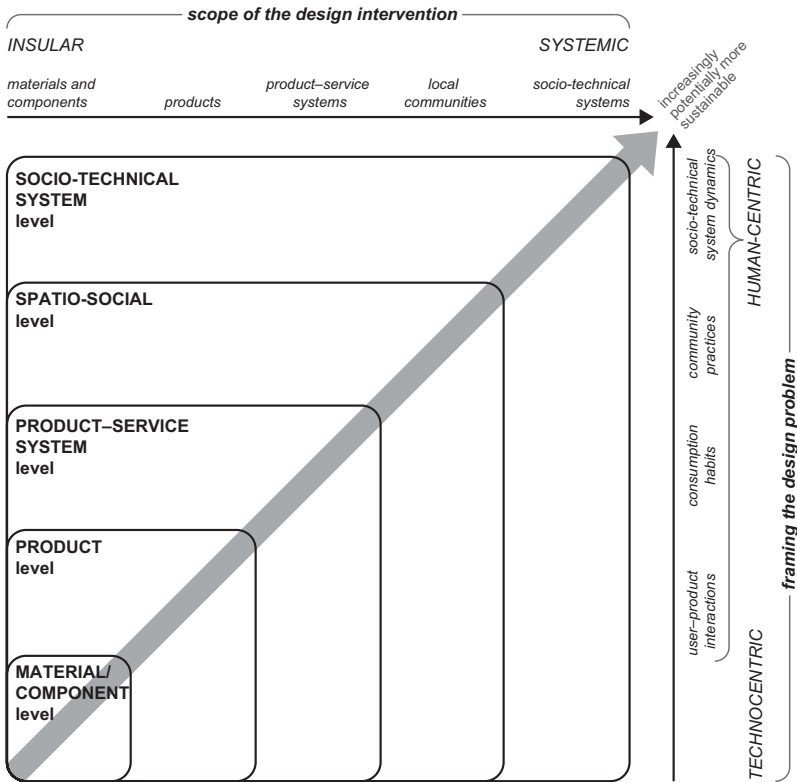 scope of the design intervention
INSULAR
SYSTEMIC
materials and
components
products
product–service
systems
local
communities
socio-technical
systems
increasingly
potentially more
sustainable
SOCIO-TECHNICAL
SYSTEM
level
SPATIO-SOCIAL
level
PRODUCT–SERVICE
SYSTEM
level
PRODUCT
level
MATERIAL/
COMPONENT
level
socio-technical
system dynamics
community
practices
consumption
habits
user–product
interactions
HUMAN-CENTRIC
TECHNOCENTRIC
framing the design problem